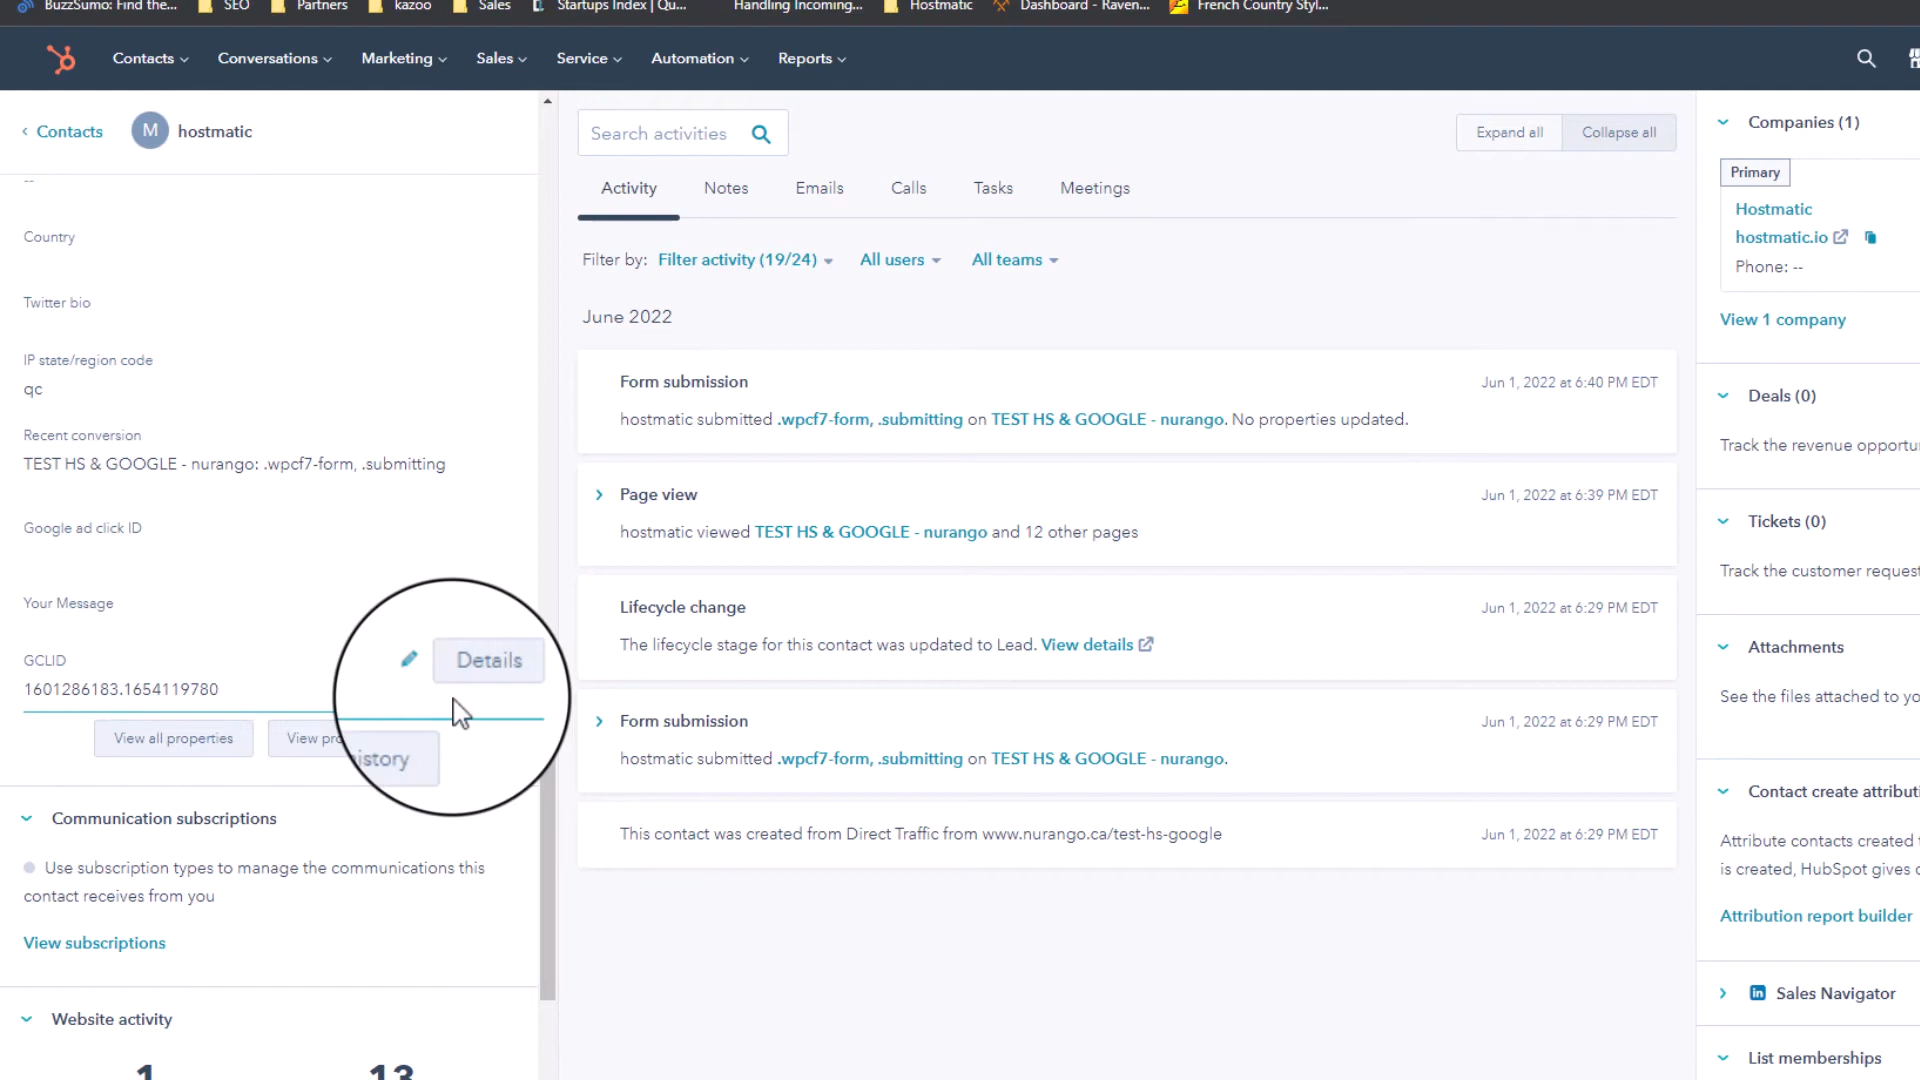 BuzzSumo: Find the...
SEO
Partners
kazoo
Sales
Startups Index | Qu...
Handling Incoming...
Hostmatic
Dashboard - Raven...
French Country Styl...
Contacts
Conversations
Marketing
Sales
Service
Automation
Reports
Contacts
M
hostmatic
--
Country
Twitter bio
IP state/region code
qc
Recent conversion
TEST HS & GOOGLE - nurango: .wpcf7-form, .submitting
Google ad click ID
Your Message
GCLID
Details
1601286183.1654119780
View all properties
View pro
istory
Communication subscriptions
Use subscription types to manage the communications this
contact receives from you
View subscriptions
Website activity
1
13
Search activities
Expand all
Collapse all
Activity
Notes
Emails
Calls
Tasks
Meetings
Filter by:
Filter activity (19/24)
All users
All teams
June 2022
Form submission
Jun 1, 2022 at 6:40 PM EDT
hostmatic submitted .wpcf7-form, .submitting on TEST HS & GOOGLE - nurango. No properties updated.
Page view
Jun 1, 2022 at 6:39 PM EDT
hostmatic viewed TEST HS & GOOGLE - nurango and 12 other pages
Lifecycle change
Jun 1, 2022 at 6:29 PM EDT
The lifecycle stage for this contact was updated to Lead. View details
Form submission
Jun 1, 2022 at 6:29 PM EDT
hostmatic submitted .wpcf7-form, .submitting on TEST HS & GOOGLE - nurango.
This contact was created from Direct Traffic from www.nurango.ca/test-hs-google
Jun 1, 2022 at 6:29 PM EDT
Companies (1)
Primary
Hostmatic
hostmatic.io
Phone: --
View 1 company
Deals (0)
Track the revenue opportu
Tickets (0)
Track the customer request
Attachments
See the files attached to yo
Contact create attributi
Attribute contacts created
is created, HubSpot gives c
Attribution report builder
in
Sales Navigator
List memberships